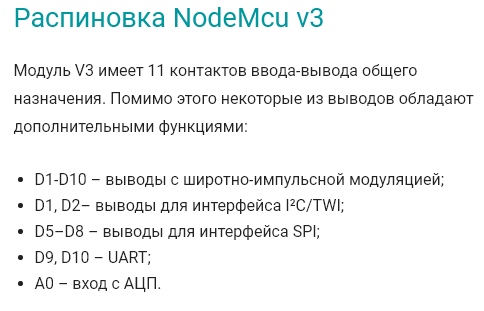 Распиновка NodeMcu v3
Модуль V3 имеет 11 контактов ввода-вывода общего
назначения. Помимо этого некоторые из выводов обладают
дополнительными функциями:
• D1-D10 – выводы с широтно-импульсной модуляцией;
• D1, D2– выводы для интерфейса I²C/TWI;
• D5–D8 – выводы для интерфейса SPI;
• D9, D10 – UART;
• A0 – вход с АЦП.